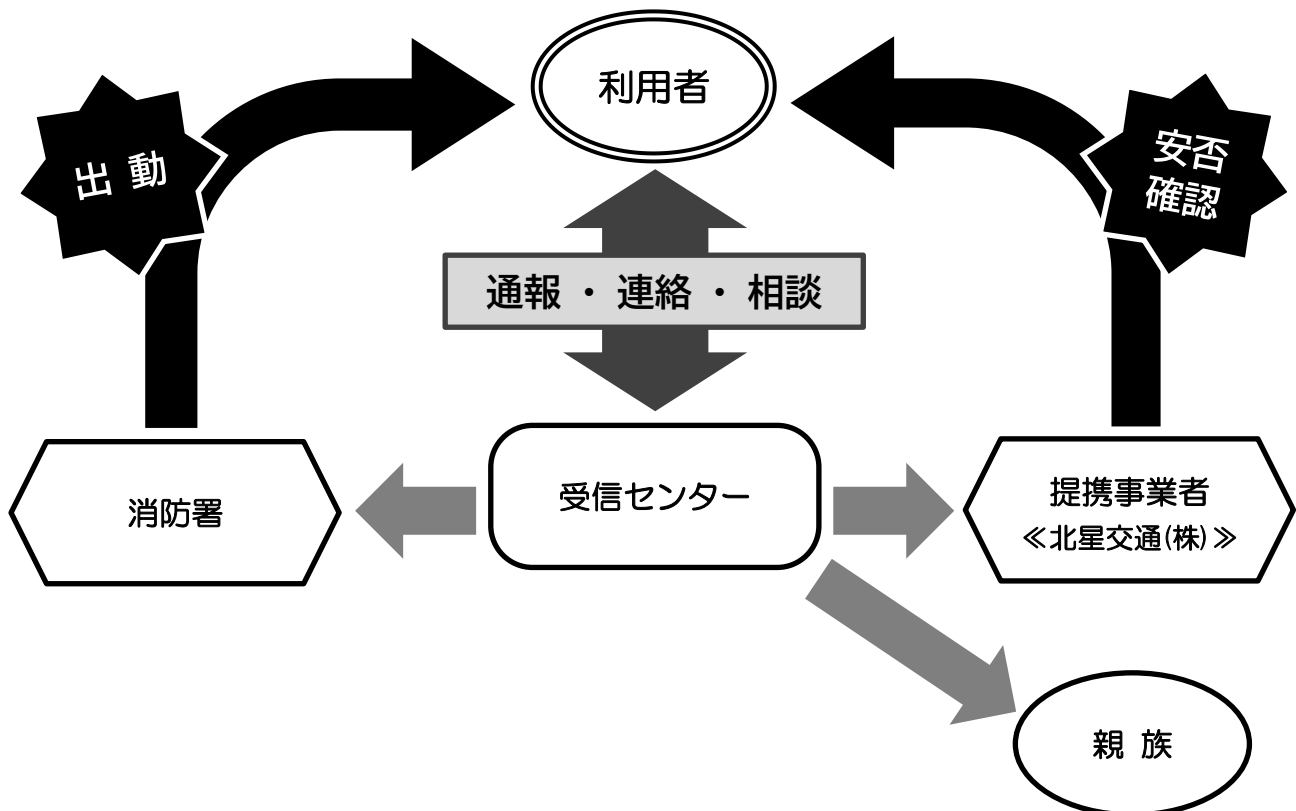 利用者
出 動
安否
確認
通報 ・ 連絡 ・ 相談
消防署
受信センター
提携事業者
≪北星交通(株)≫
親 族